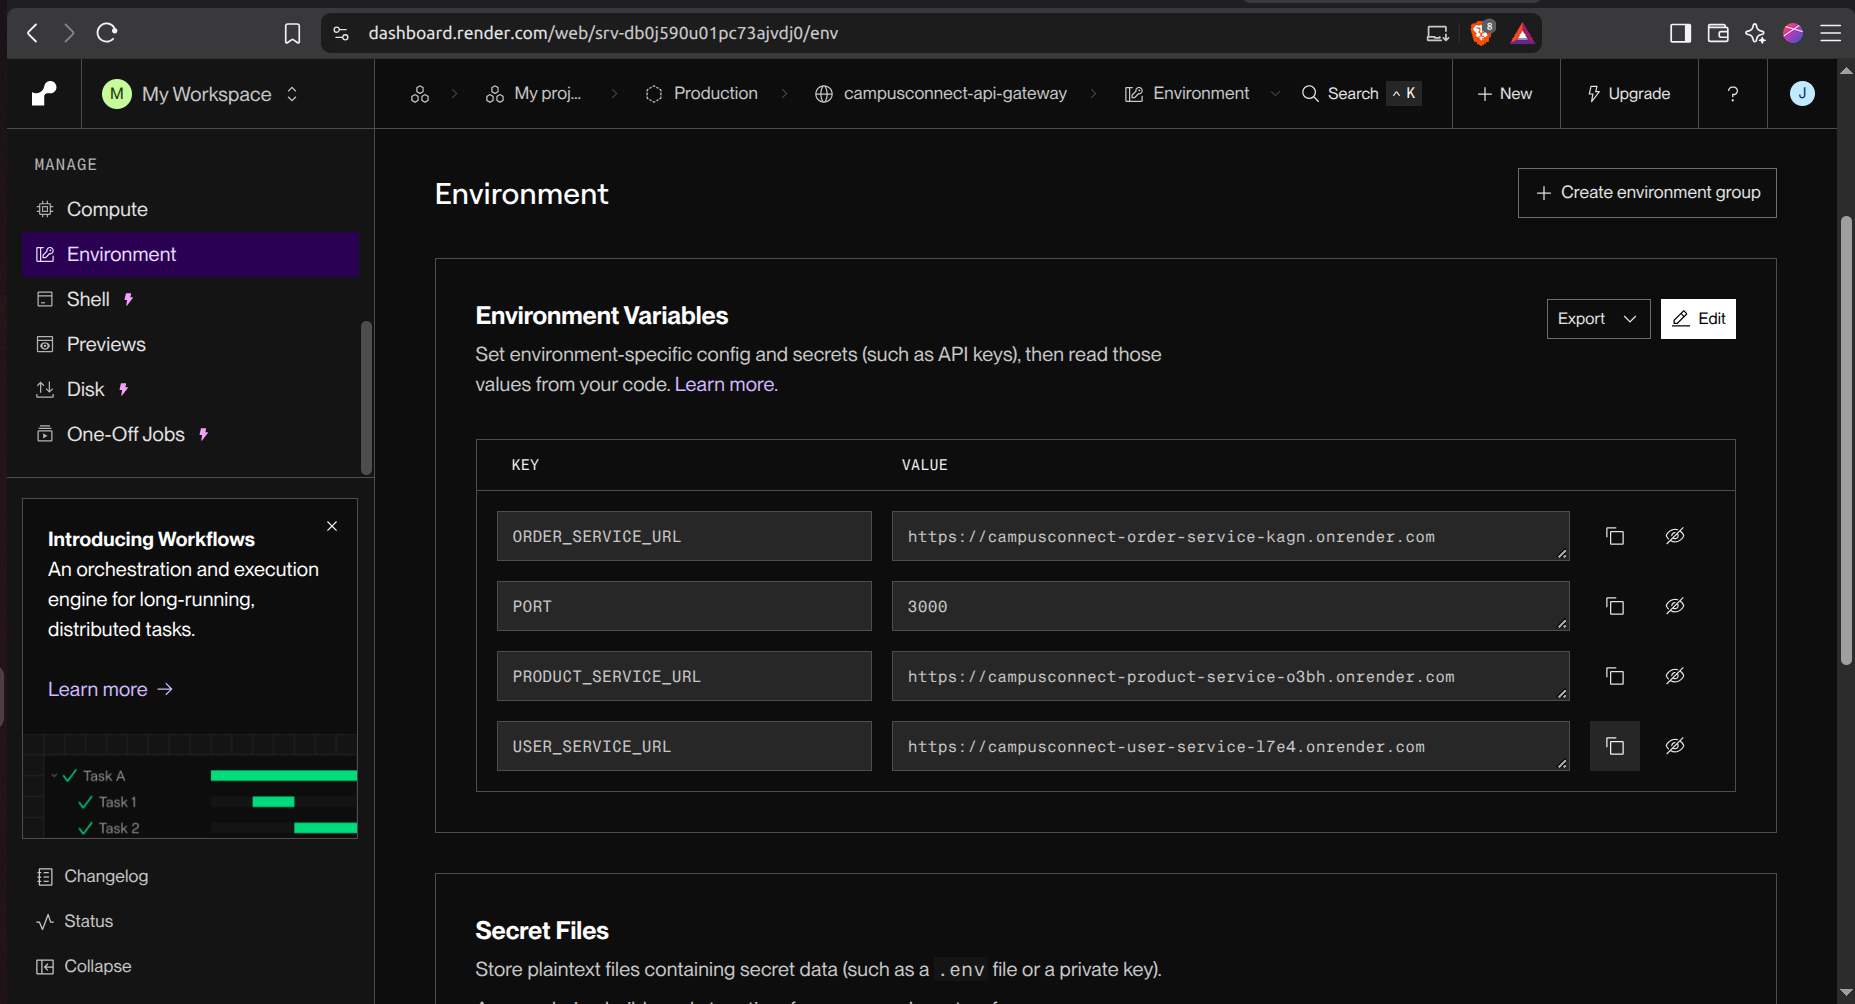 dashboard.render.com/web/srv-db0j590u01pc73ajvdj0/env
8
M My Workspace
My proj...
Production
campusconnect-api-gateway
Environment
Search ^ K
+ New
Upgrade
?
J
MANAGE
Compute
Environment
Shell
Previews
Disk
One-Off Jobs
Introducing Workflows
An orchestration and execution
engine for long-running,
distributed tasks.
Learn more →
Task A
Task 1
Task 2
Changelog
Status
Collapse
Environment
+ Create environment group
Environment Variables
Export
Edit
Set environment-specific config and secrets (such as API keys), then read those
values from your code. Learn more.
KEY VALUE
ORDER_SERVICE_URL https://campusconnect-order-service-kagn.onrender.com
PORT 3000
PRODUCT_SERVICE_URL https://campusconnect-product-service-o3bh.onrender.com
USER_SERVICE_URL https://campusconnect-user-service-l7e4.onrender.com
Secret Files
Store plaintext files containing secret data (such as a .env file or a private key).